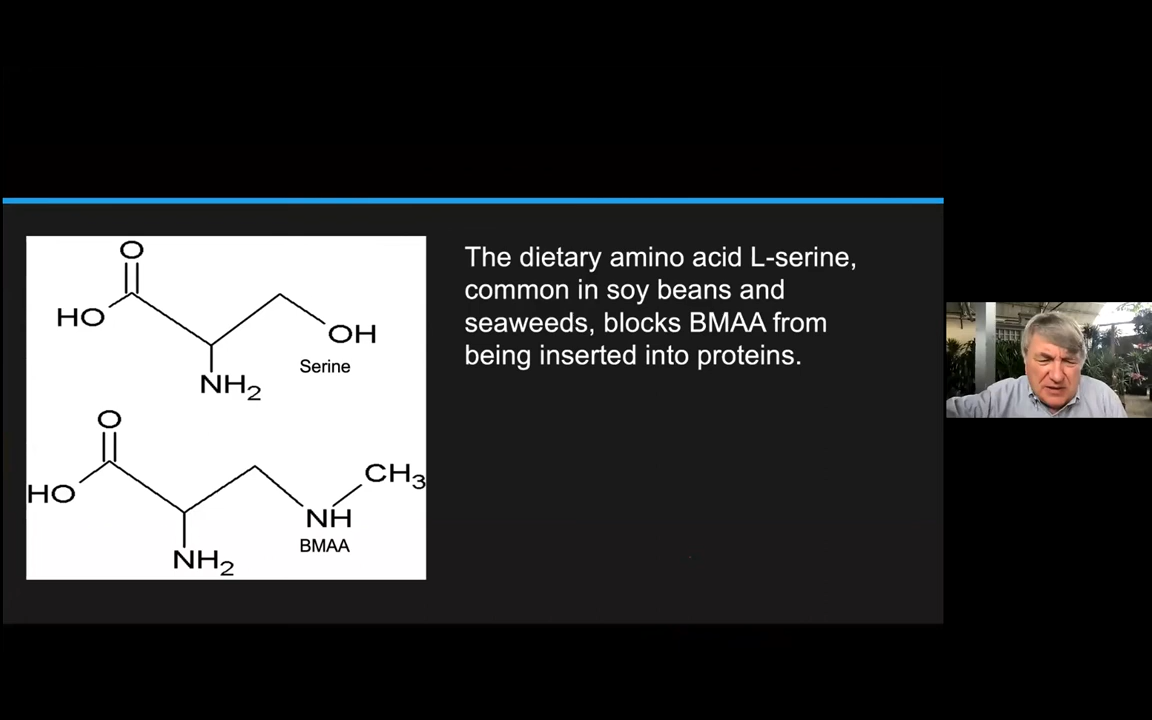 O
HO
OH
Serine
NH2
O
CH3
HO
NH
BMAA
NH2
The dietary amino acid L-serine,
common in soy beans and
seaweeds, blocks BMAA from
being inserted into proteins.